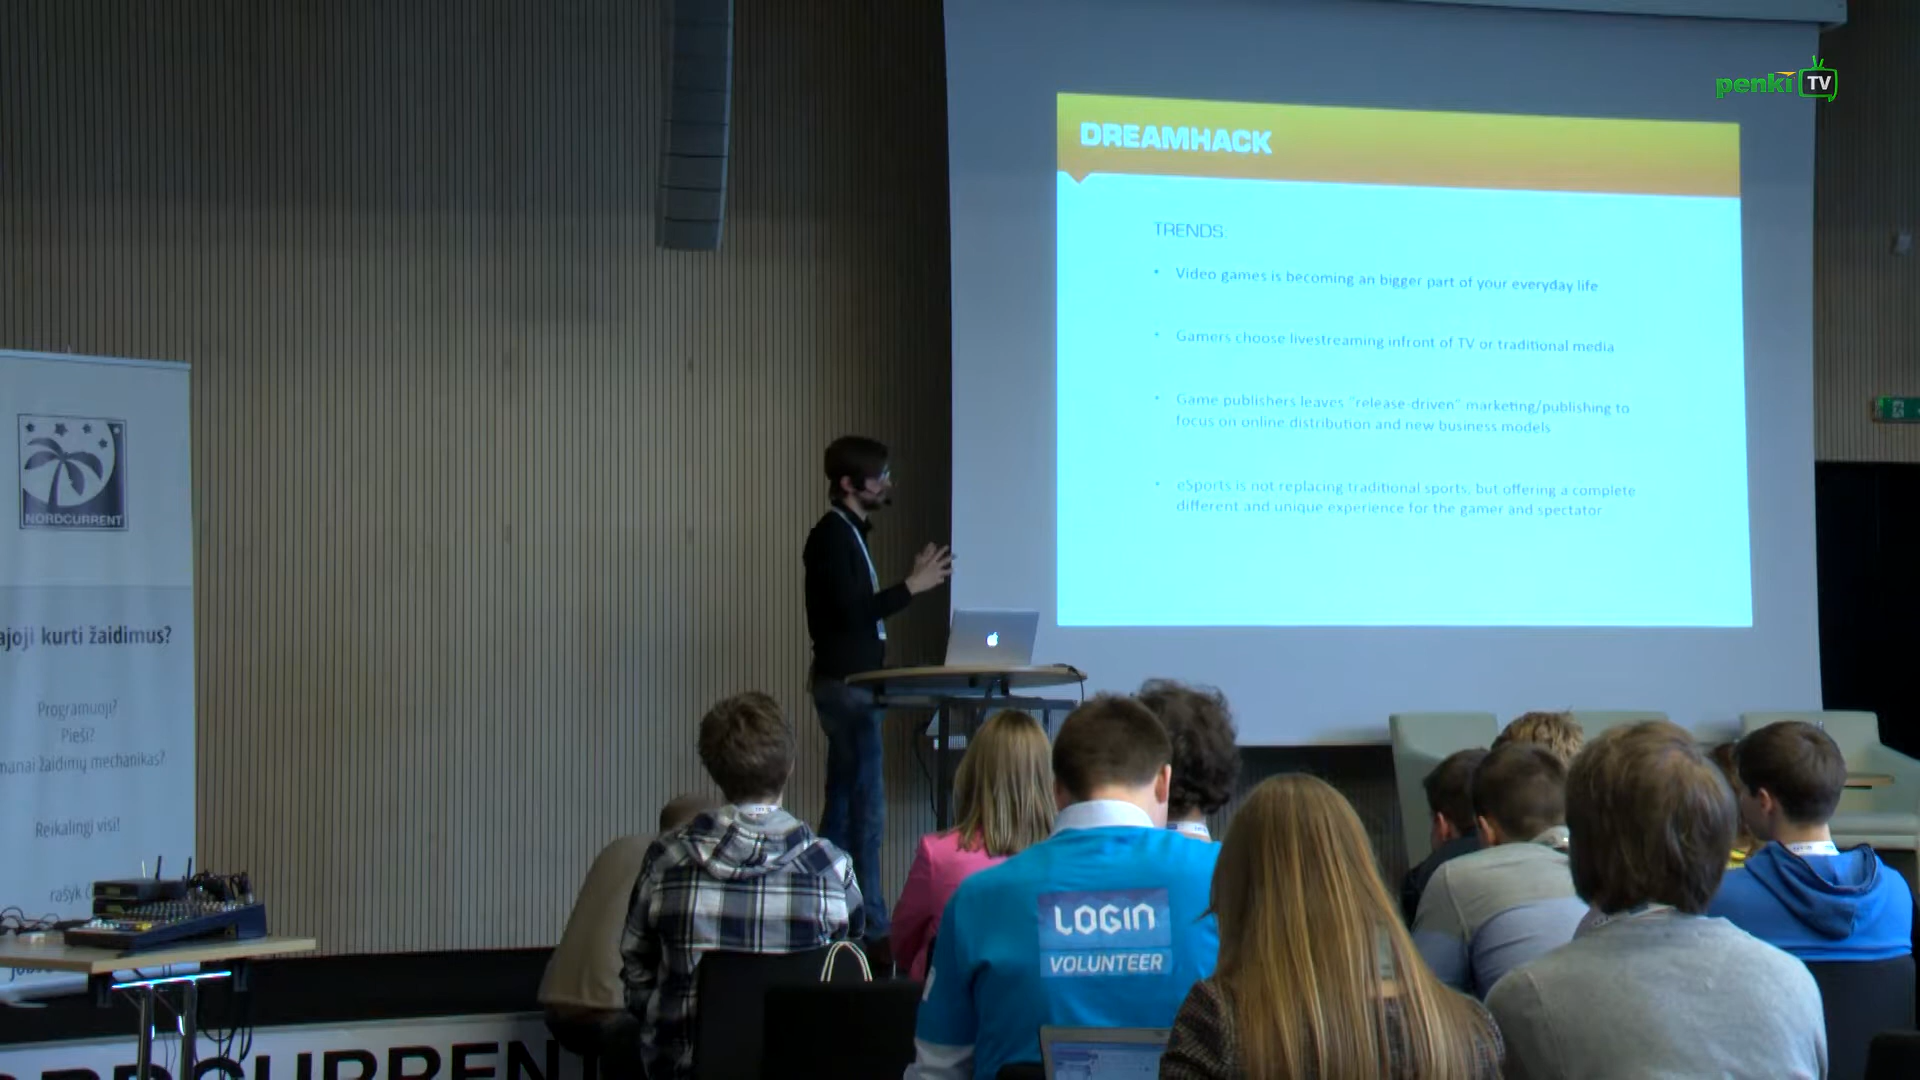 penki TV
DREAMHACK
TRENDS:
• Video games is becoming an bigger part of your everyday life
• Gamers choose livestreaming infront of TV or traditional media
• Game publishers leaves "release-driven" marketing/publishing to
focus on online distribution and new business models
• eSports is not replacing traditional sports, but offering a complete
different and unique experience for the gamer and spectator
NORDCURRENT
kurti žaidimus?
Programuoji?
Pieši?
žaidimų mechanikas?
Reikalingi visi!
rašyk
LOGIN
VOLUNTEER